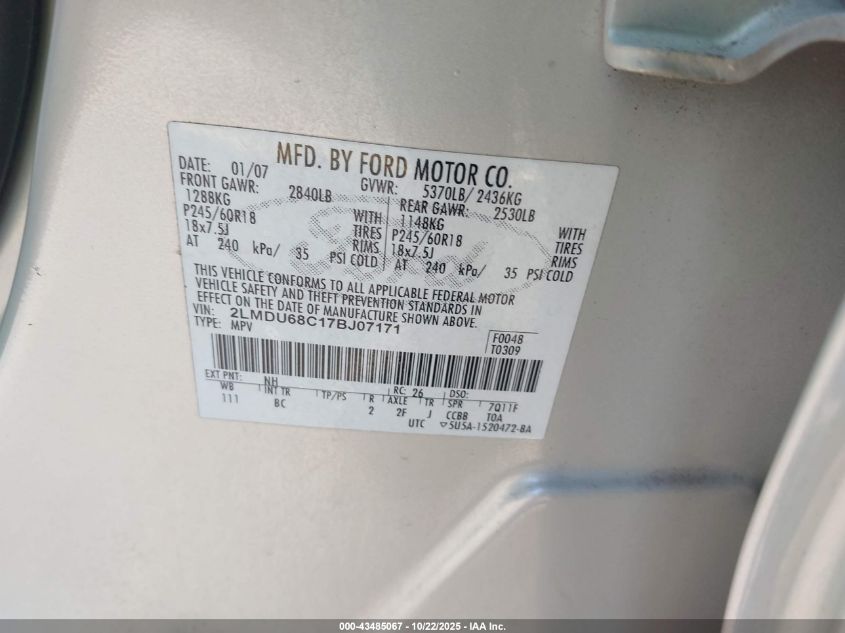 MFD. BY FORD MOTOR CO.
DATE: 01/07 GVWR: 5370LB/ 2436KG
FRONT GAWR: 2840LB REAR GAWR: 2530LB
1288KG WITH 1148KG WITH
P245/60R18 TIRES P245/60R18 TIRES
18x7.5J RIMS 18x7.5J RIMS
AT 240 kPa/ 35 PSI COLD AT 240 kPa/ 35 PSI COLD
THIS VEHICLE CONFORMS TO ALL APPLICABLE FEDERAL MOTOR
VEHICLE SAFETY AND THEFT PREVENTION STANDARDS IN
EFFECT ON THE DATE OF MANUFACTURE SHOWN ABOVE.
VIN: 2LMDU68C17BJ07171
TYPE: MPV
F0048
T0309
EXT PNT: NH RC: 26 DSO:
WB INT TR TP/PS R AXLE TR SPR 7Q11F
111 BC 2 2F J CCBB TOA
UTC ▽5U5A-1520472-BA
Ford
000-43485067 - 10/22/2025 - IAA Inc.